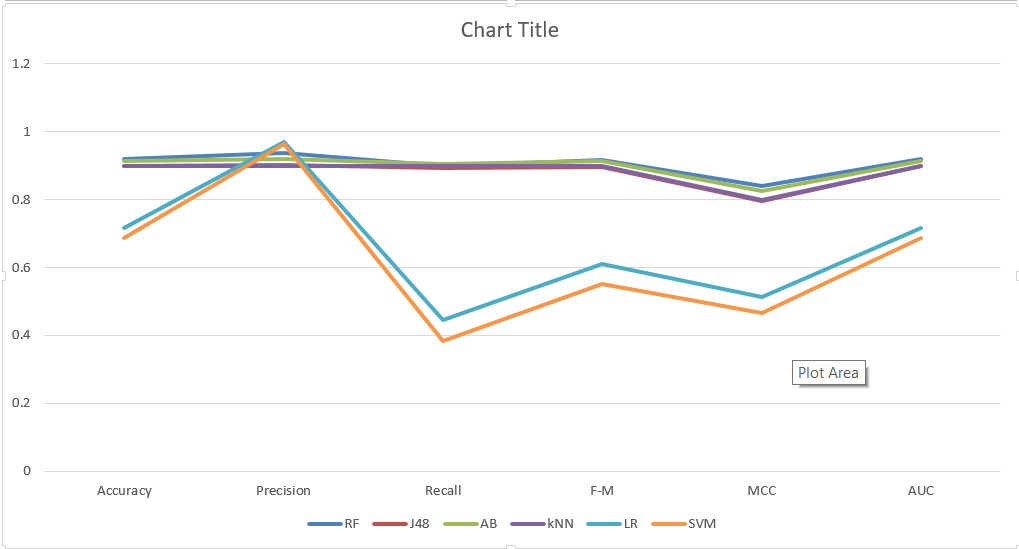 Chart Title
1.2
1
0.8
0.6
0.4
0.2
0
Plot Area
Accuracy Precision Recall F-M MCC AUC
RF J48 AB kNN LR SVM